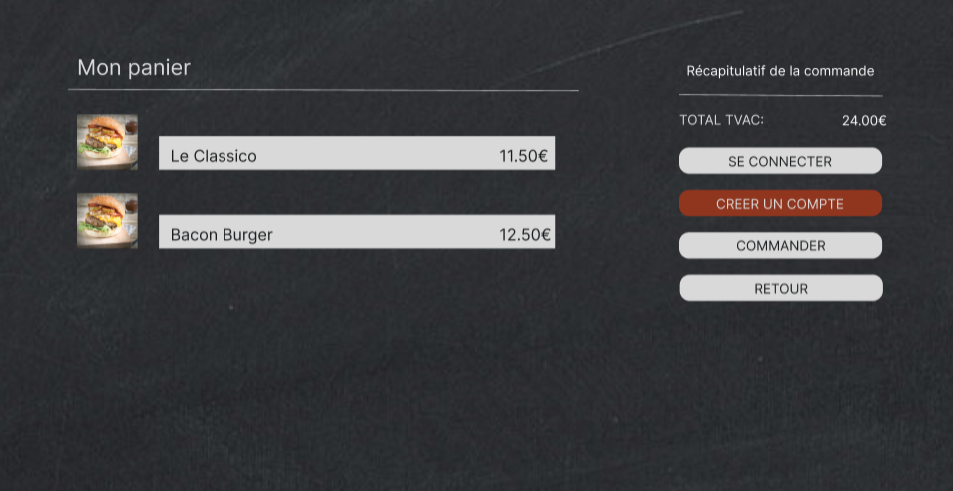 Mon panier
Le Classico 11.50€
Bacon Burger 12.50€
Récapitulatif de la commande
TOTAL TVAC: 24.00€
SE CONNECTER
CREER UN COMPTE
COMMANDER
RETOUR